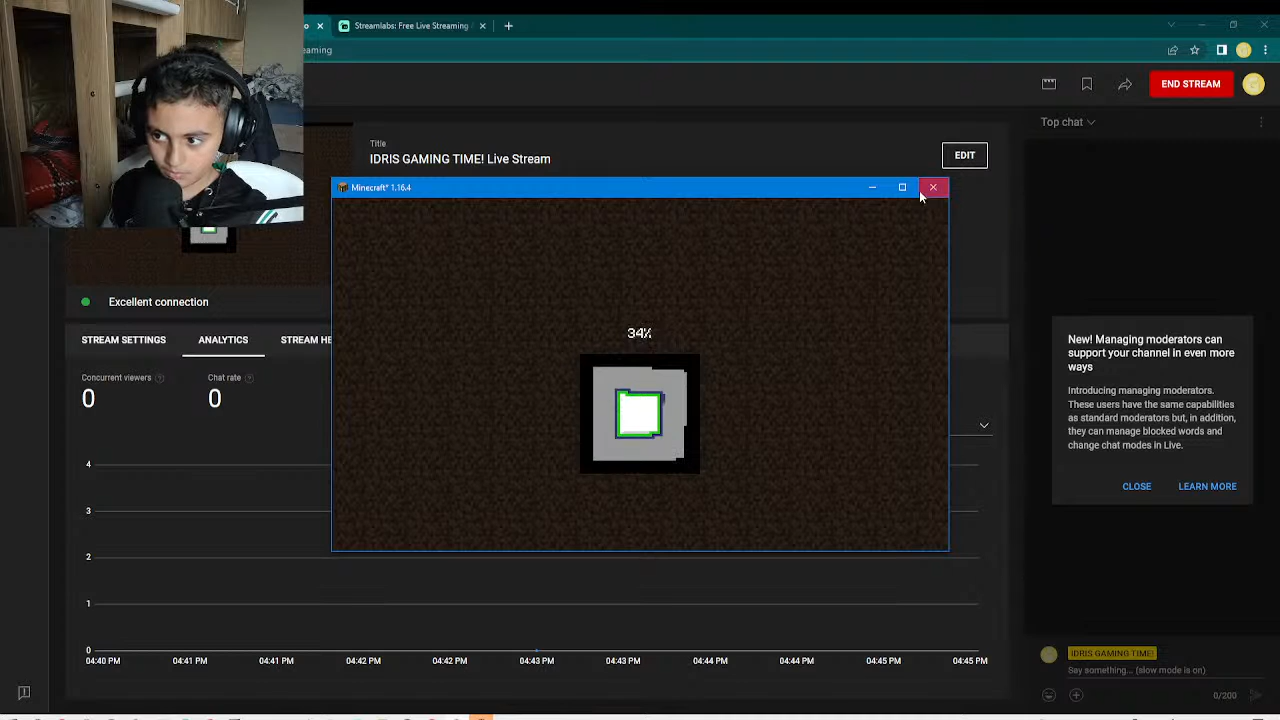 Streamlabs: Free Live Streaming
eaming
END STREAM
Top chat
Title
IDRIS GAMING TIME! Live Stream
EDIT
Minecraft* 1.16.4
34%
Excellent connection
STREAM SETTINGS
ANALYTICS
STREAM HE
Concurrent viewers
Chat rate
0
0
4
3
2
1
0
04:40 PM
04:41 PM
04:41 PM
04:42 PM
04:42 PM
04:43 PM
04:43 PM
04:44 PM
04:44 PM
04:45 PM
04:45 PM
New! Managing moderators can
support your channel in even more
ways
Introducing managing moderators.
These users have the same capabilities
as standard moderators but, in addition,
they can manage blocked words and
change chat modes in Live.
CLOSE
LEARN MORE
IDRIS GAMING TIME!
Say something... (slow mode is on)
0/200